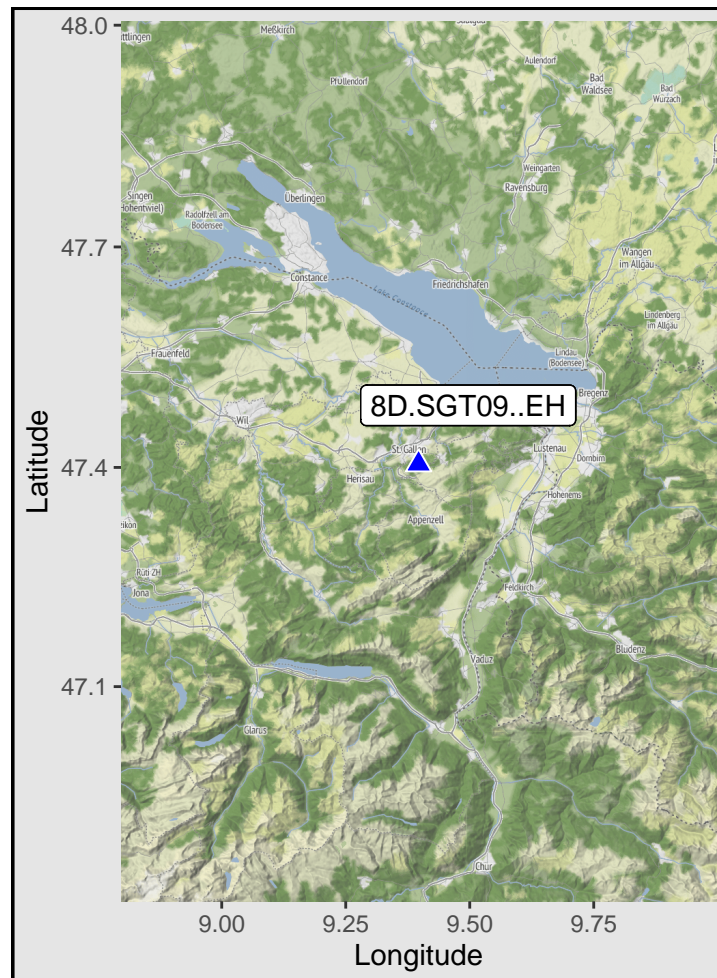 48.0
47.7
47.4
47.1
Latitude
Meßkirch
Pfullendorf
Aulendorf
Bad
Waldsee
Bad
Wurzach
Weingarten
Ravensburg
Singen
(Hohentwiel)
Überlingen
Radolfzell am
Bodensee
Constance
Friedrichshafen
Lake Constance
Wangen
im Allgäu
Lindenberg
im Allgäu
Lindau
(Bodensee)
Frauenfeld
Bregenz
8D.SGT09..EH
Wil
St. Gallen
Lustenau
Dornbirn
Herisau
Hohenems
Appenzell
Rüti ZH
Jona
Feldkirch
Bludenz
Vaduz
Glarus
Chur
9.00
9.25
9.50
9.75
Longitude